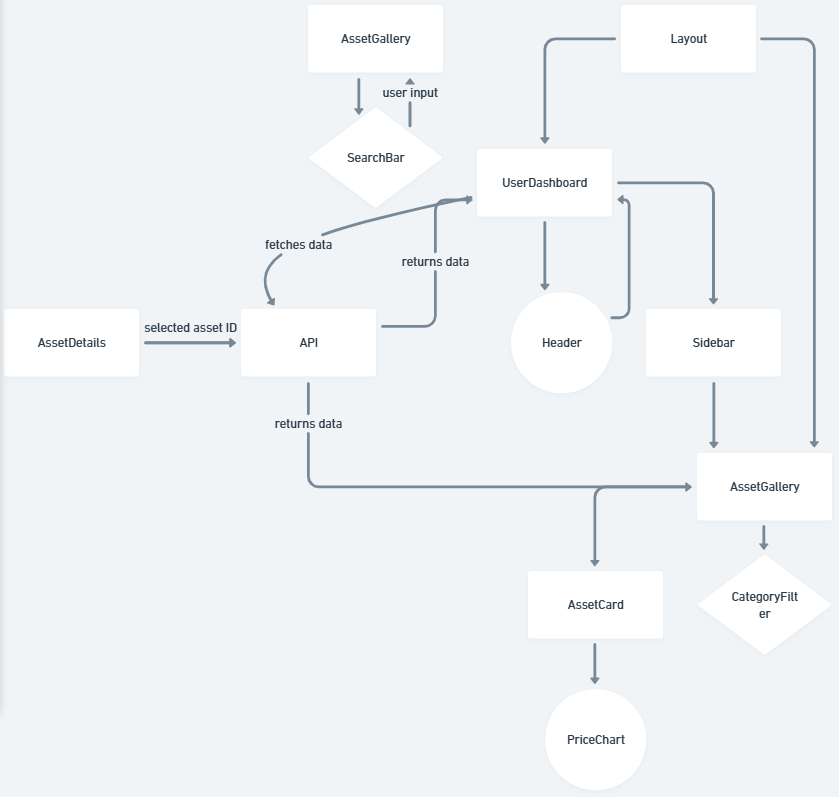 AssetGallery
Layout
user input
SearchBar
UserDashboard
fetches data
returns data
selected asset ID
AssetDetails
API
Header
Sidebar
returns data
AssetGallery
CategoryFilt
er
AssetCard
PriceChart